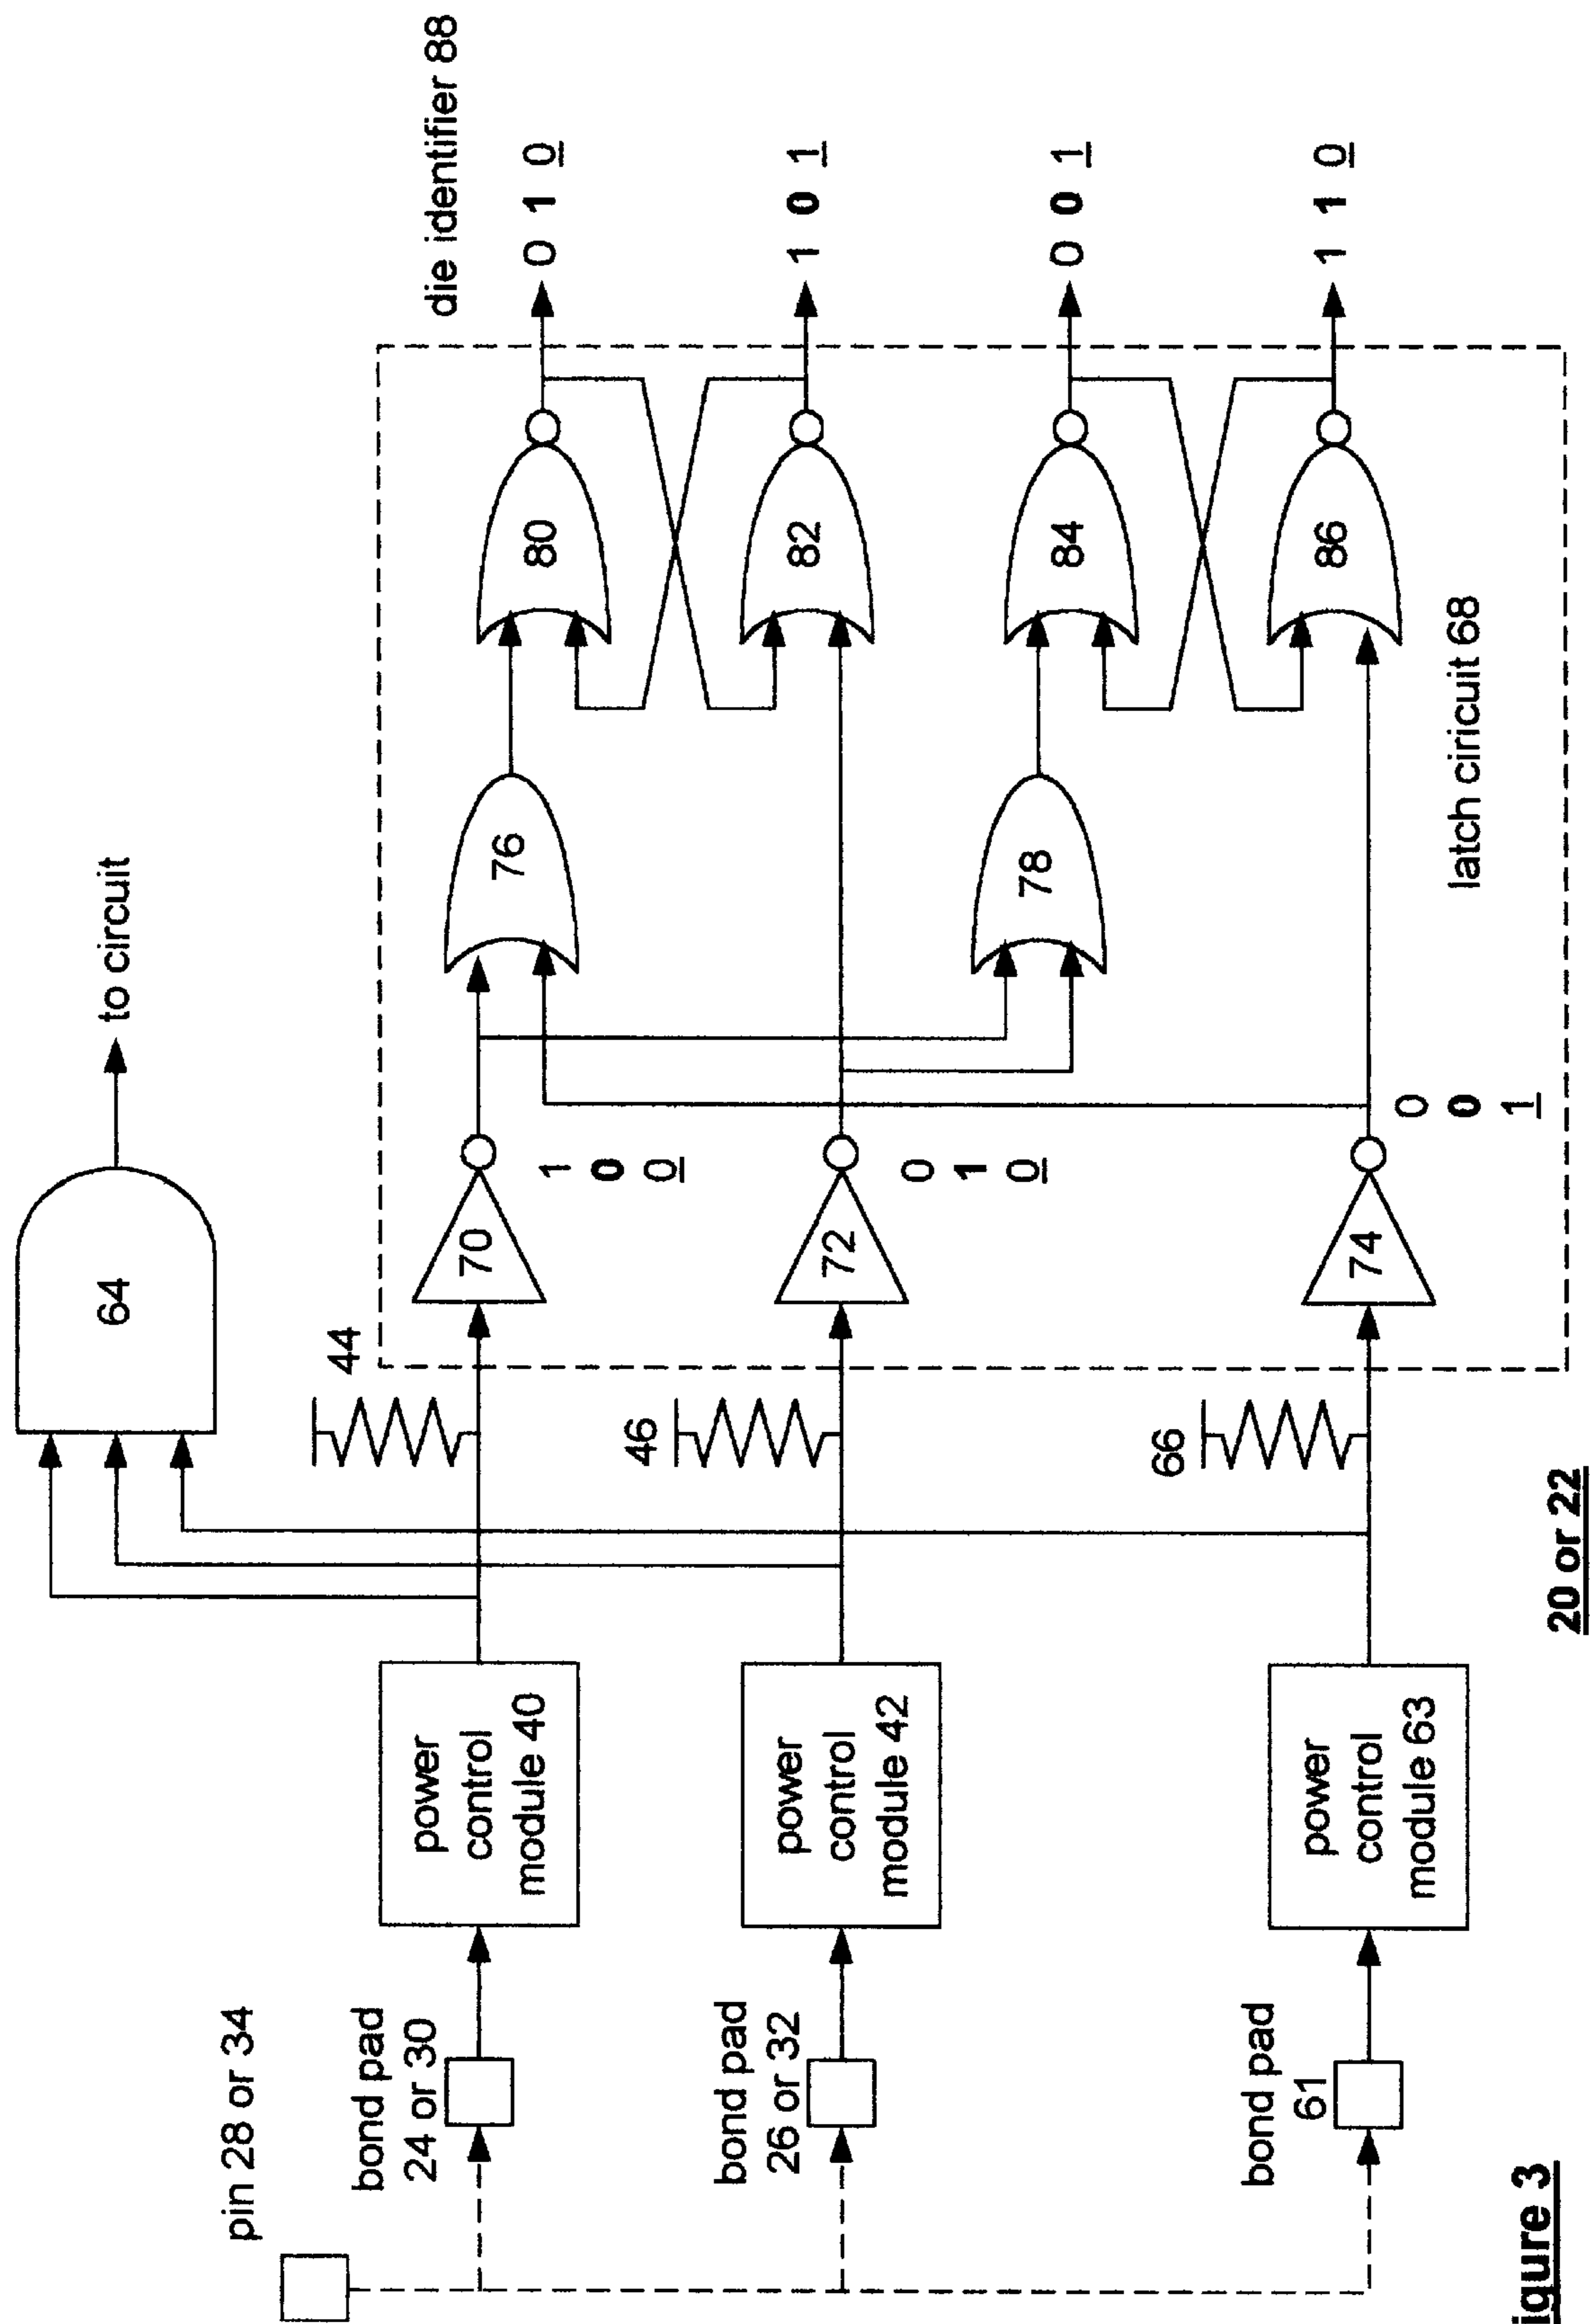 64
to circuit
pin 28 or 34
44
die identifier 88
bond pad
24 or 30
power
control
module 40
70
1
0
0
76
80
0 1 0
46
bond pad
26 or 32
power
control
module 42
72
0
1
0
82
1 0 1
78
84
0 0 1
66
bond pad
61
power
control
module 63
74
0
0
1
86
1 1 0
latch ciricuit 68
igure 3
20 or 22